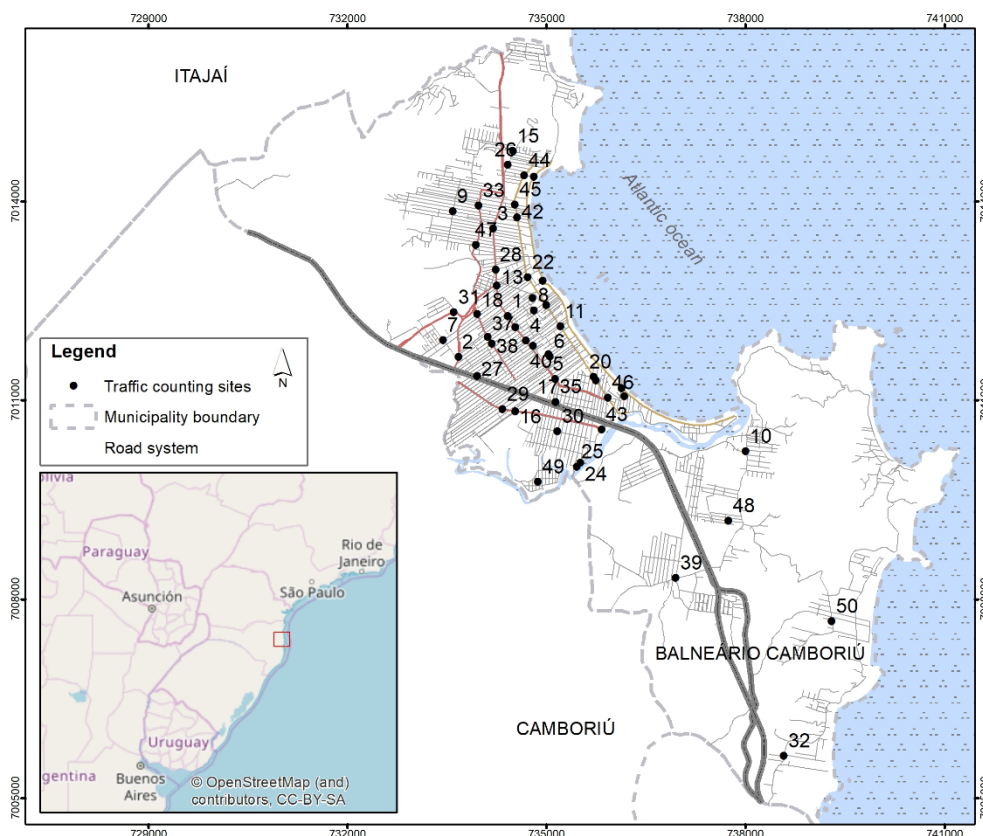 729000
732000
735000
738000
741000
ITAJAÍ
15
26
44
Atlantic ocean
33
45
9
3
42
7014000
7014000
47
28
22
13
8
31
18
1
11
7
37
4
2
38
6
40
5
20
27
17
35
46
29
43
16
30
7011000
7011000
10
25
49
24
48
39
50
BALNEÁRIO CAMBORIÚ
CAMBORIÚ
32
7008000
7008000
7005000
7005000
Legend
N
Traffic counting sites
Municipality boundary
Road system
olivia
Paraguay
Rio de
Janeiro
São Paulo
Asunción
Uruguay
gentina
Buenos
Aires
© OpenStreetMap (and)
contributors, CC-BY-SA
729000
732000
735000
738000
741000